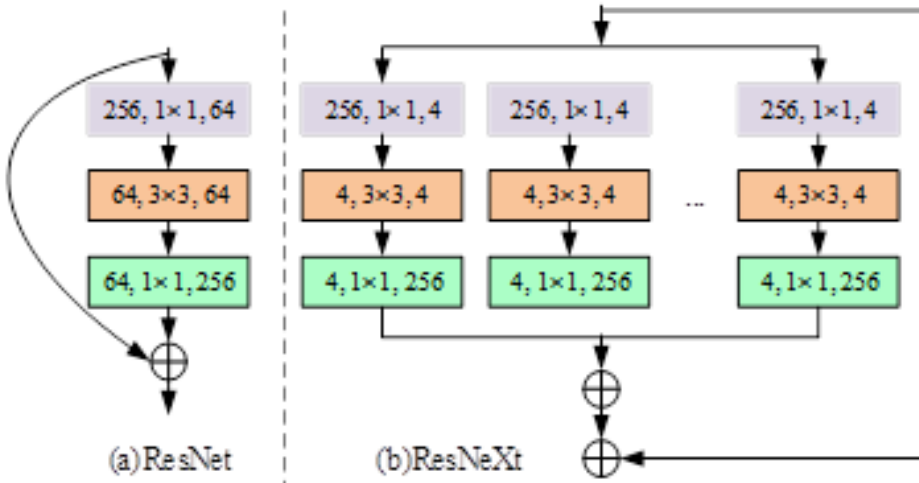 256, 1×1, 64
64, 3×3, 64
64, 1×1, 256
(a)ResNet
256, 1×1, 4
256, 1×1, 4
256, 1×1, 4
4, 3×3, 4
4, 3×3, 4
...
4, 3×3, 4
4, 1×1, 256
4, 1×1, 256
4, 1×1, 256
(b)ResNeXt